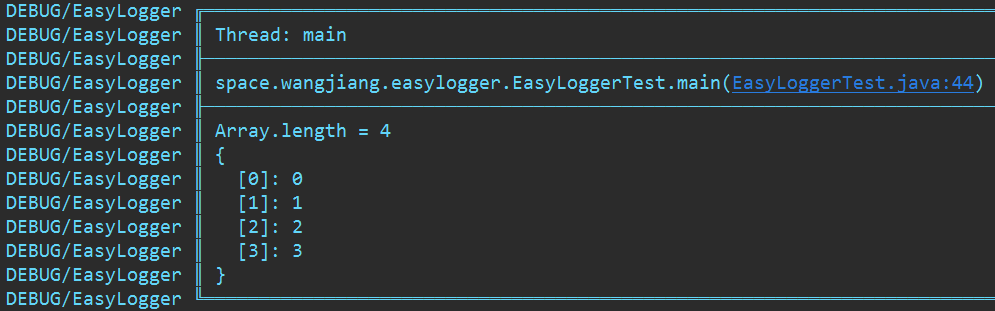 DEBUG/EasyLogger ╔══════════════════════════════════════════
DEBUG/EasyLogger ║ Thread: main
DEBUG/EasyLogger ╟──────────────────────────────────────────
DEBUG/EasyLogger ║ space.wangjiang.easylogger.EasyLoggerTest.main(EasyLoggerTest.java:44)
DEBUG/EasyLogger ╟──────────────────────────────────────────
DEBUG/EasyLogger ║ Array.length = 4
DEBUG/EasyLogger ║ {
DEBUG/EasyLogger ║   [0]: 0
DEBUG/EasyLogger ║   [1]: 1
DEBUG/EasyLogger ║   [2]: 2
DEBUG/EasyLogger ║   [3]: 3
DEBUG/EasyLogger ║ }
DEBUG/EasyLogger ╚══════════════════════════════════════════